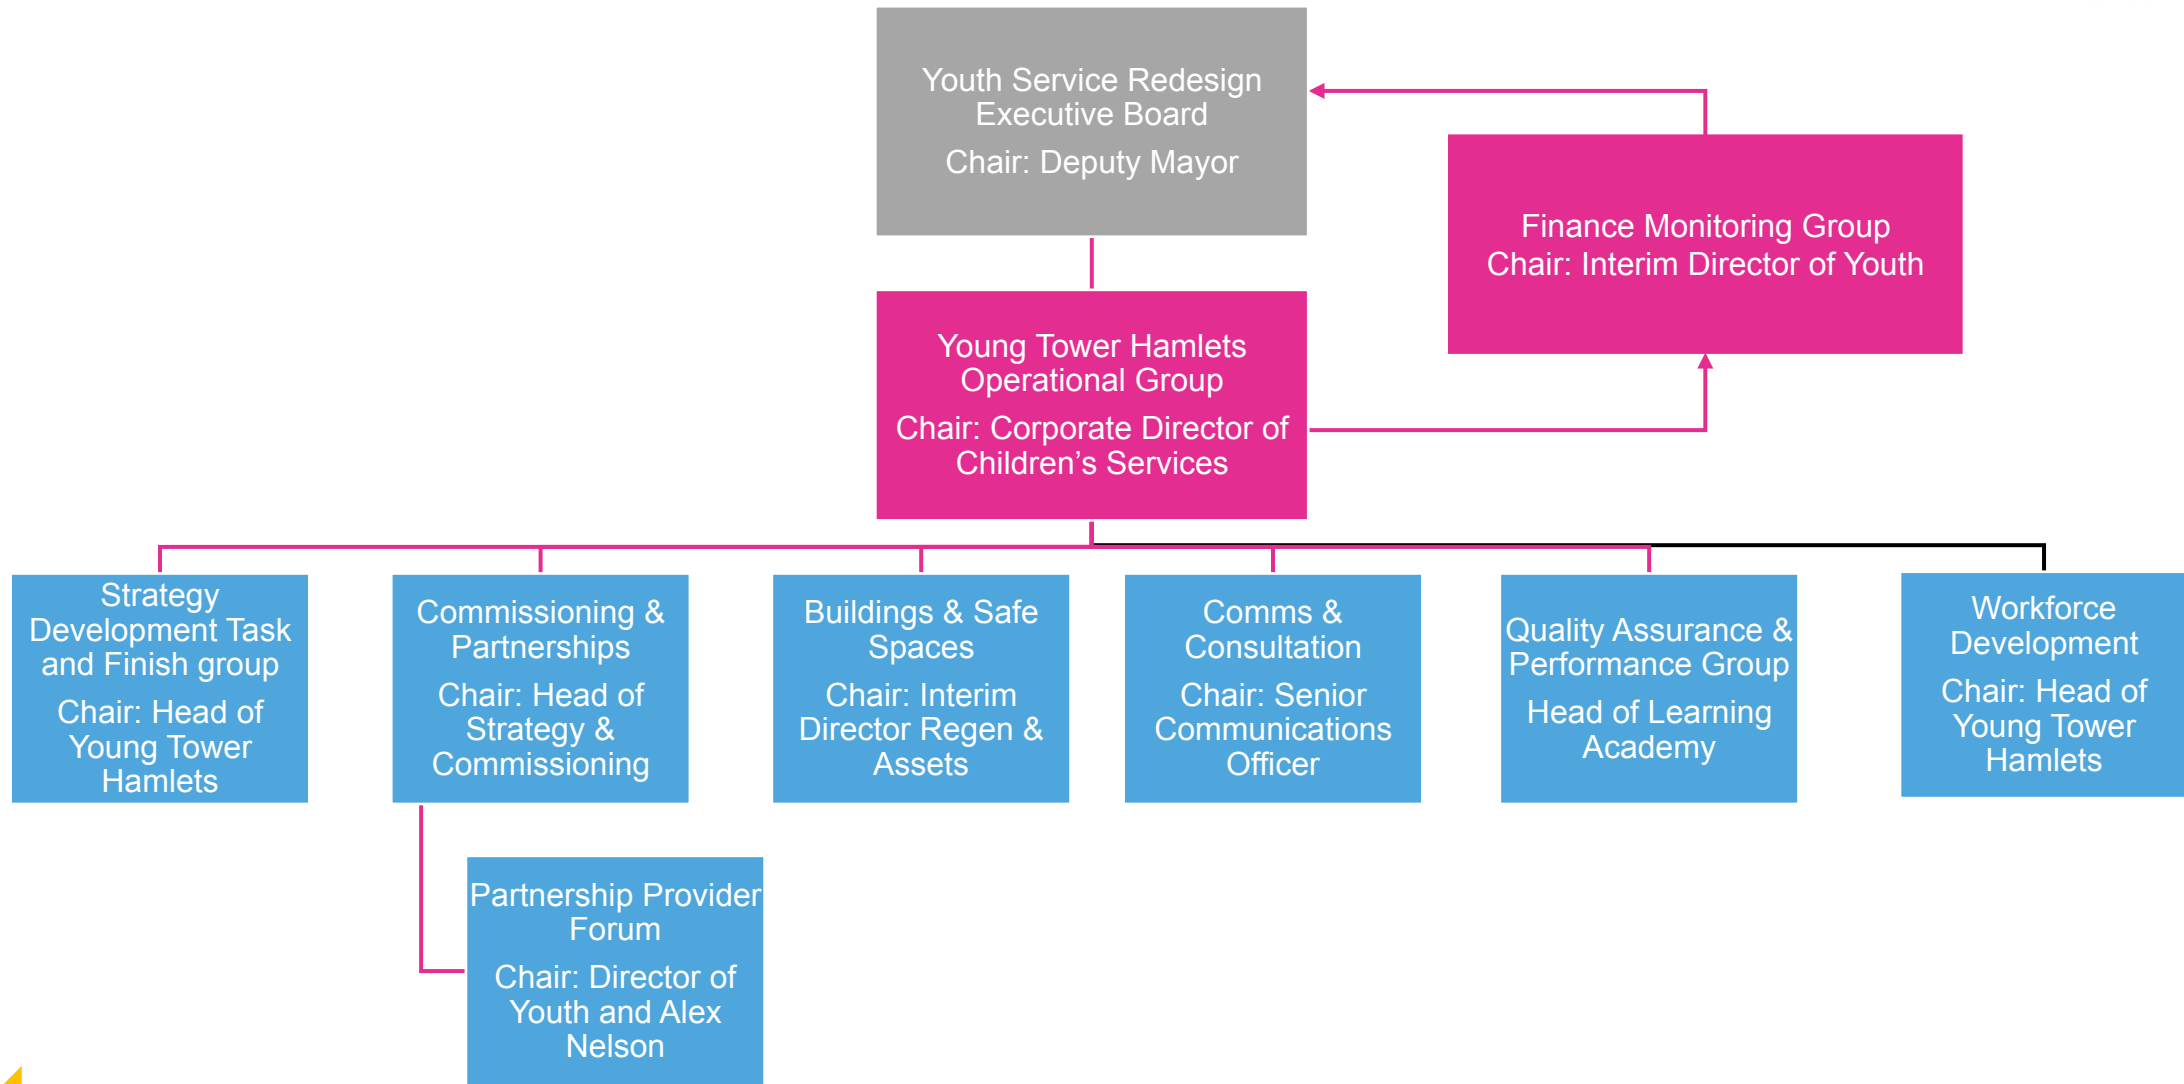 Youth Service Redesign
Executive Board
Chair: Deputy Mayor
Finance Monitoring Group
Chair: Interim Director of Youth
Young Tower Hamlets
Operational Group
Chair: Corporate Director of
Children’s Services
Strategy
Development Task
and Finish group
Chair: Head of
Young Tower
Hamlets
Commissioning &
Partnerships
Chair: Head of
Strategy &
Commissioning
Buildings & Safe
Spaces
Chair: Interim
Director Regen &
Assets
Comms &
Consultation
Chair: Senior
Communications
Officer
Quality Assurance &
Performance Group
Head of Learning
Academy
Workforce
Development
Chair: Head of
Young Tower
Hamlets
Partnership Provider
Forum
Chair: Director of
Youth and Alex
Nelson